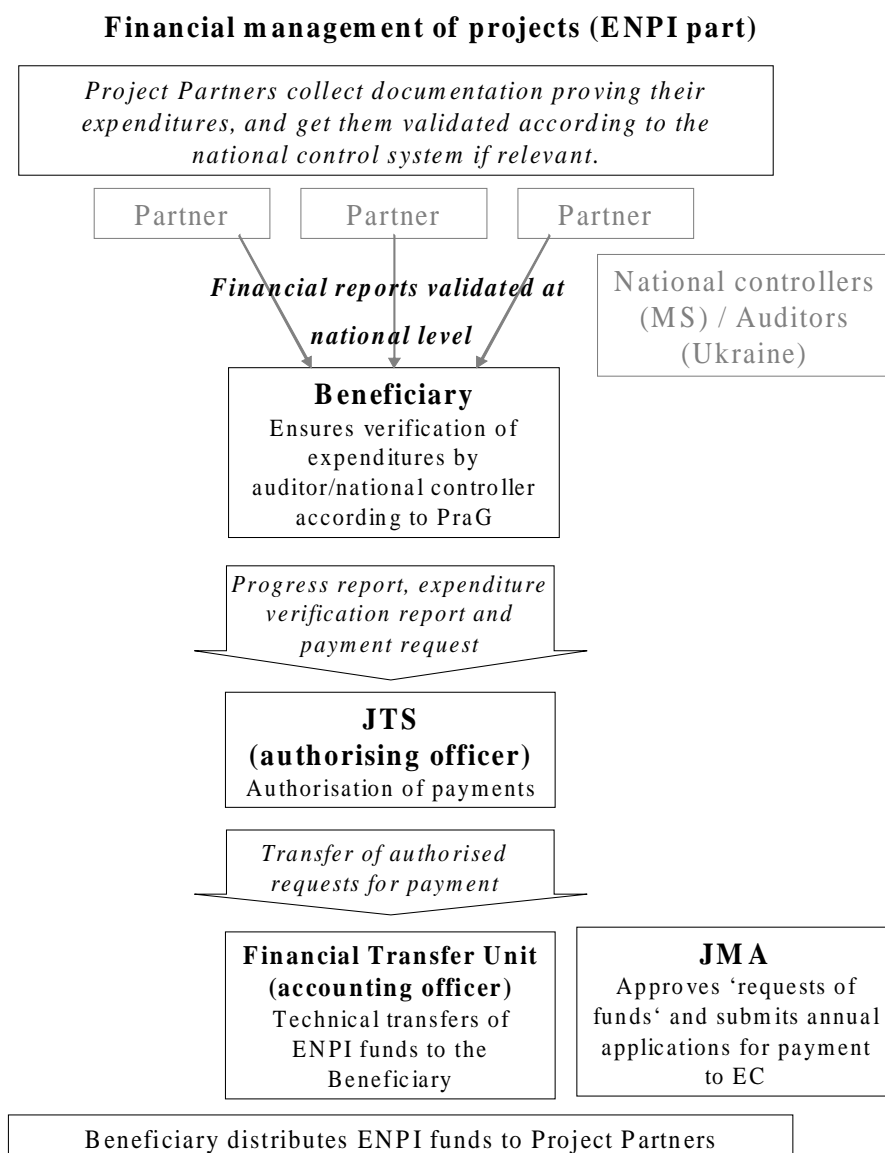 Financial management of projects (ENPI part)
Project Partners collect documentation proving their
expenditures, and get them validated according to the
national control system if relevant.
Partner
Partner
Partner
Financial reports validated at
national level
National controllers
(MS) / Auditors
(Ukraine)
Beneficiary
Ensures verification of
expenditures by
auditor/national controller
according to PraG
Progress report, expenditure
verification report and
payment request
JTS
(authorising officer)
Authorisation of payments
Transfer of authorised
requests for payment
Financial Transfer Unit
(accounting officer)
Technical transfers of
ENPI funds to the
Beneficiary
JMA
Approves ‘requests of
funds‘ and submits annual
applications for payment
to EC
Beneficiary distributes ENPI funds to Project Partners